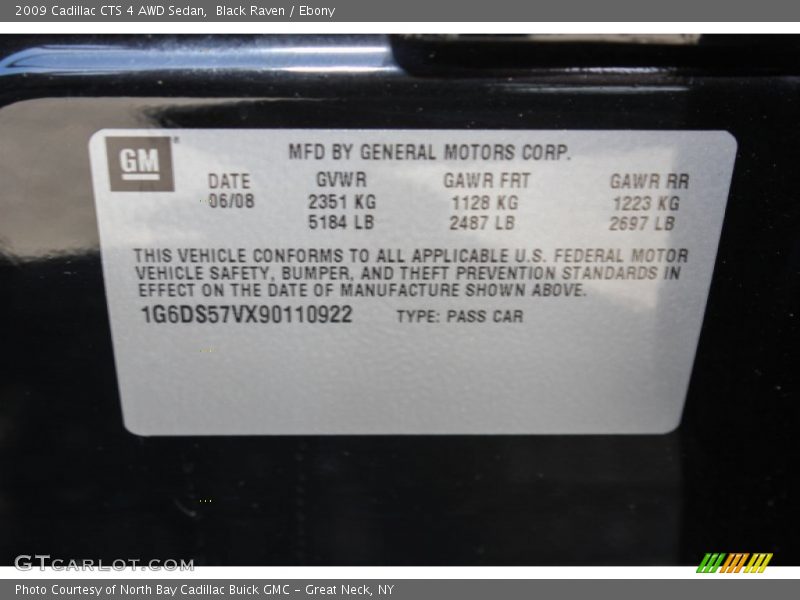 2009 Cadillac CTS 4 AWD Sedan, Black Raven / Ebony
GM
MFD BY GENERAL MOTORS CORP.
DATE GVWR GAWR FRT GAWR RR
06/08 2351 KG 1128 KG 1223 KG
5184 LB 2487 LB 2697 LB
THIS VEHICLE CONFORMS TO ALL APPLICABLE U.S. FEDERAL MOTOR
VEHICLE SAFETY, BUMPER, AND THEFT PREVENTION STANDARDS IN
EFFECT ON THE DATE OF MANUFACTURE SHOWN ABOVE.
1G6DS57VX90110922 TYPE: PASS CAR
GTCARLOT.COM
Photo Courtesy of North Bay Cadillac Buick GMC - Great Neck, NY